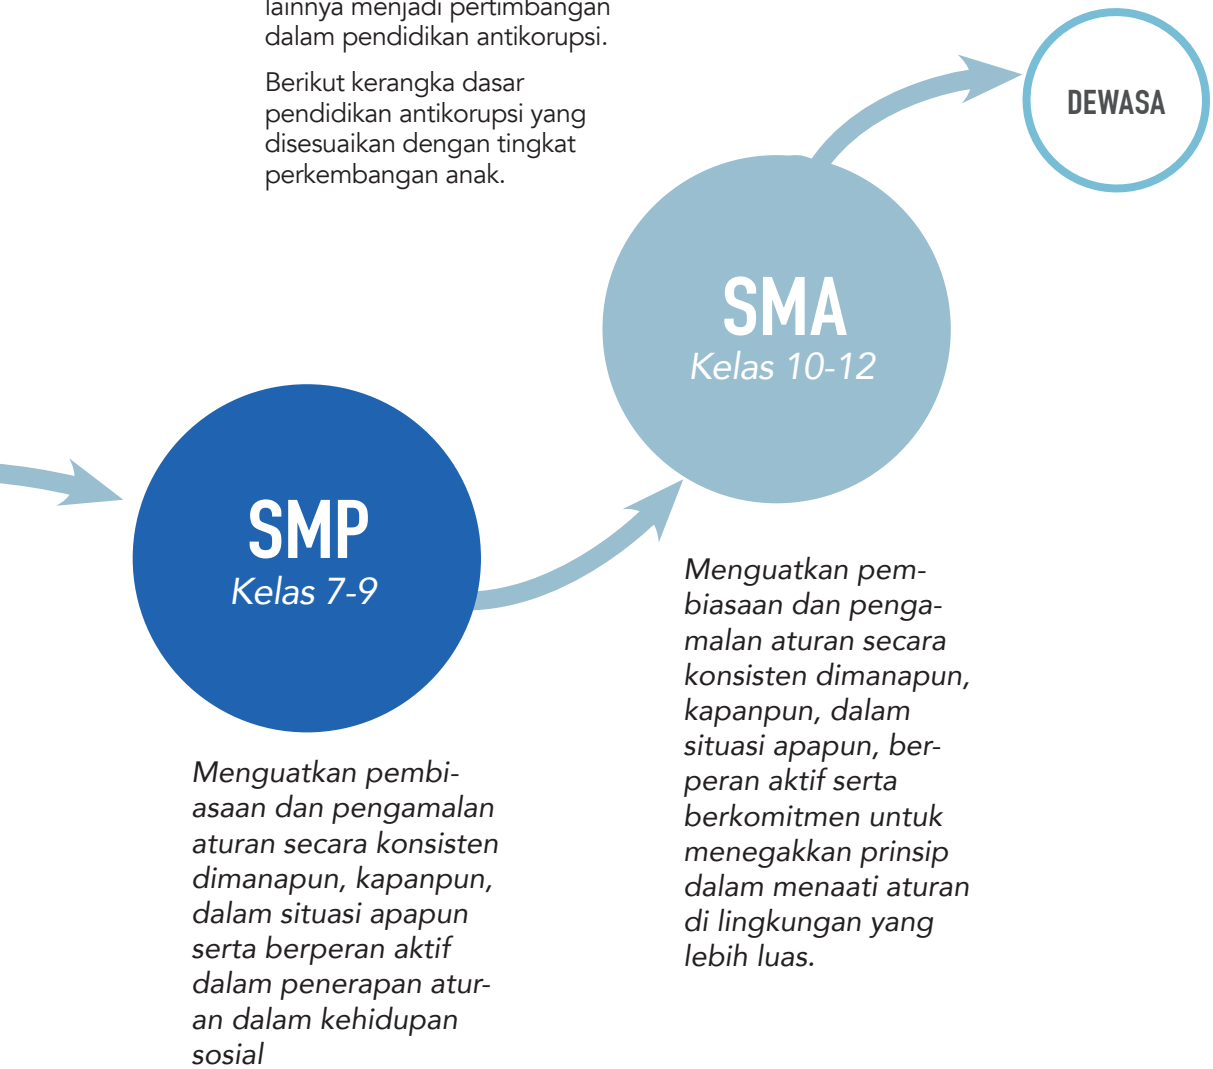 lainnya menjadi pertimbangan
dalam pendidikan antikorupsi.
Berikut kerangka dasar
pendidikan antikorupsi yang
disesuaikan dengan tingkat
perkembangan anak.
DEWASA
SMA
Kelas 10-12
SMP
Kelas 7-9
Menguatkan pem-
biasaan dan penga-
malan aturan secara
konsisten dimanapun,
kapanpun, dalam
situasi apapun, ber-
peran aktif serta
berkomitmen untuk
menegakkan prinsip
dalam menaati aturan
di lingkungan yang
lebih luas.
Menguatkan pembi-
asaan dan pengamalan
aturan secara konsisten
dimanapun, kapanpun,
dalam situasi apapun
serta berperan aktif
dalam penerapan atur-
an dalam kehidupan
sosial